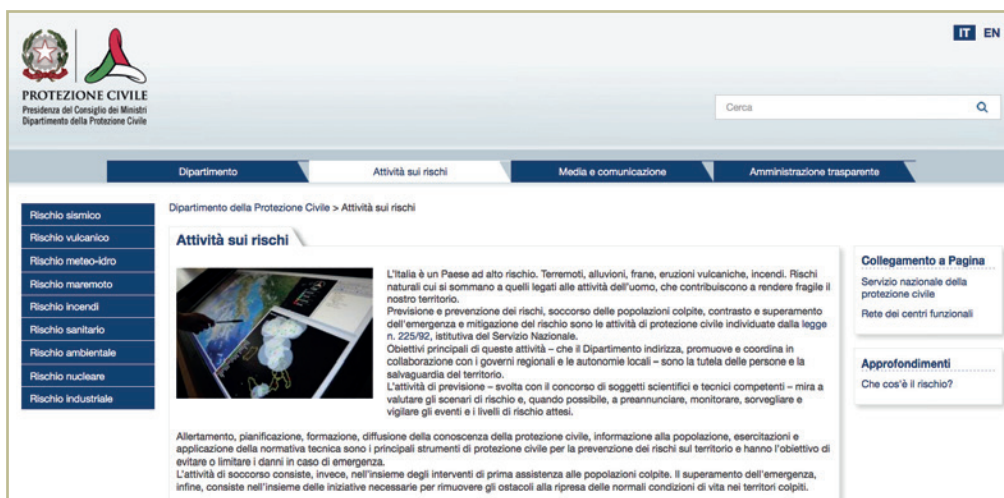 IT EN
PROTEZIONE CIVILE
Presidenza del Consiglio dei Ministri
Dipartimento della Protezione Civile
Cerca
Dipartimento
Attività sui rischi
Media e comunicazione
Amministrazione trasparente
Rischio sismico
Rischio vulcanico
Rischio meteo-idro
Rischio maremoto
Rischio incendi
Rischio sanitario
Rischio ambientale
Rischio nucleare
Rischio industriale
Dipartimento della Protezione Civile > Attività sui rischi
Attività sui rischi
L'Italia è un Paese ad alto rischio. Terremoti, alluvioni, frane, eruzioni vulcaniche, incendi. Rischi
naturali cui si sommano a quelli legati alle attività dell'uomo, che contribuiscono a rendere fragile il
nostro territorio.
Previsione e prevenzione dei rischi, soccorso delle popolazioni colpite, contrasto e superamento
dell'emergenza e mitigazione del rischio sono le attività di protezione civile individuate dalla legge
n. 225/92, istitutiva del Servizio Nazionale.
Obiettivi principali di queste attività – che il Dipartimento indirizza, promuove e coordina in
collaborazione con i governi regionali e le autonomie locali – sono la tutela delle persone e la
salvaguardia del territorio.
L'attività di previsione – svolta con il concorso di soggetti scientifici e tecnici competenti – mira a
valutare gli scenari di rischio e, quando possibile, a preannunciare, monitorare, sorvegliare e
vigilare gli eventi e i livelli di rischio attesi.
Allertamento, pianificazione, formazione, diffusione della conoscenza della protezione civile, informazione alla popolazione, esercitazioni e
applicazione della normativa tecnica sono i principali strumenti di protezione civile per la prevenzione dei rischi sul territorio e hanno l'obiettivo di
evitare o limitare i danni in caso di emergenza.
L'attività di soccorso consiste, invece, nell'insieme degli interventi di prima assistenza alle popolazioni colpite. Il superamento dell'emergenza,
infine, consiste nell'insieme delle iniziative necessarie per rimuovere gli ostacoli alla ripresa delle normali condizioni di vita nei territori colpiti.
Collegamento a Pagina
Servizio nazionale della
protezione civile
Rete dei centri funzionali
Approfondimenti
Che cos'è il rischio?